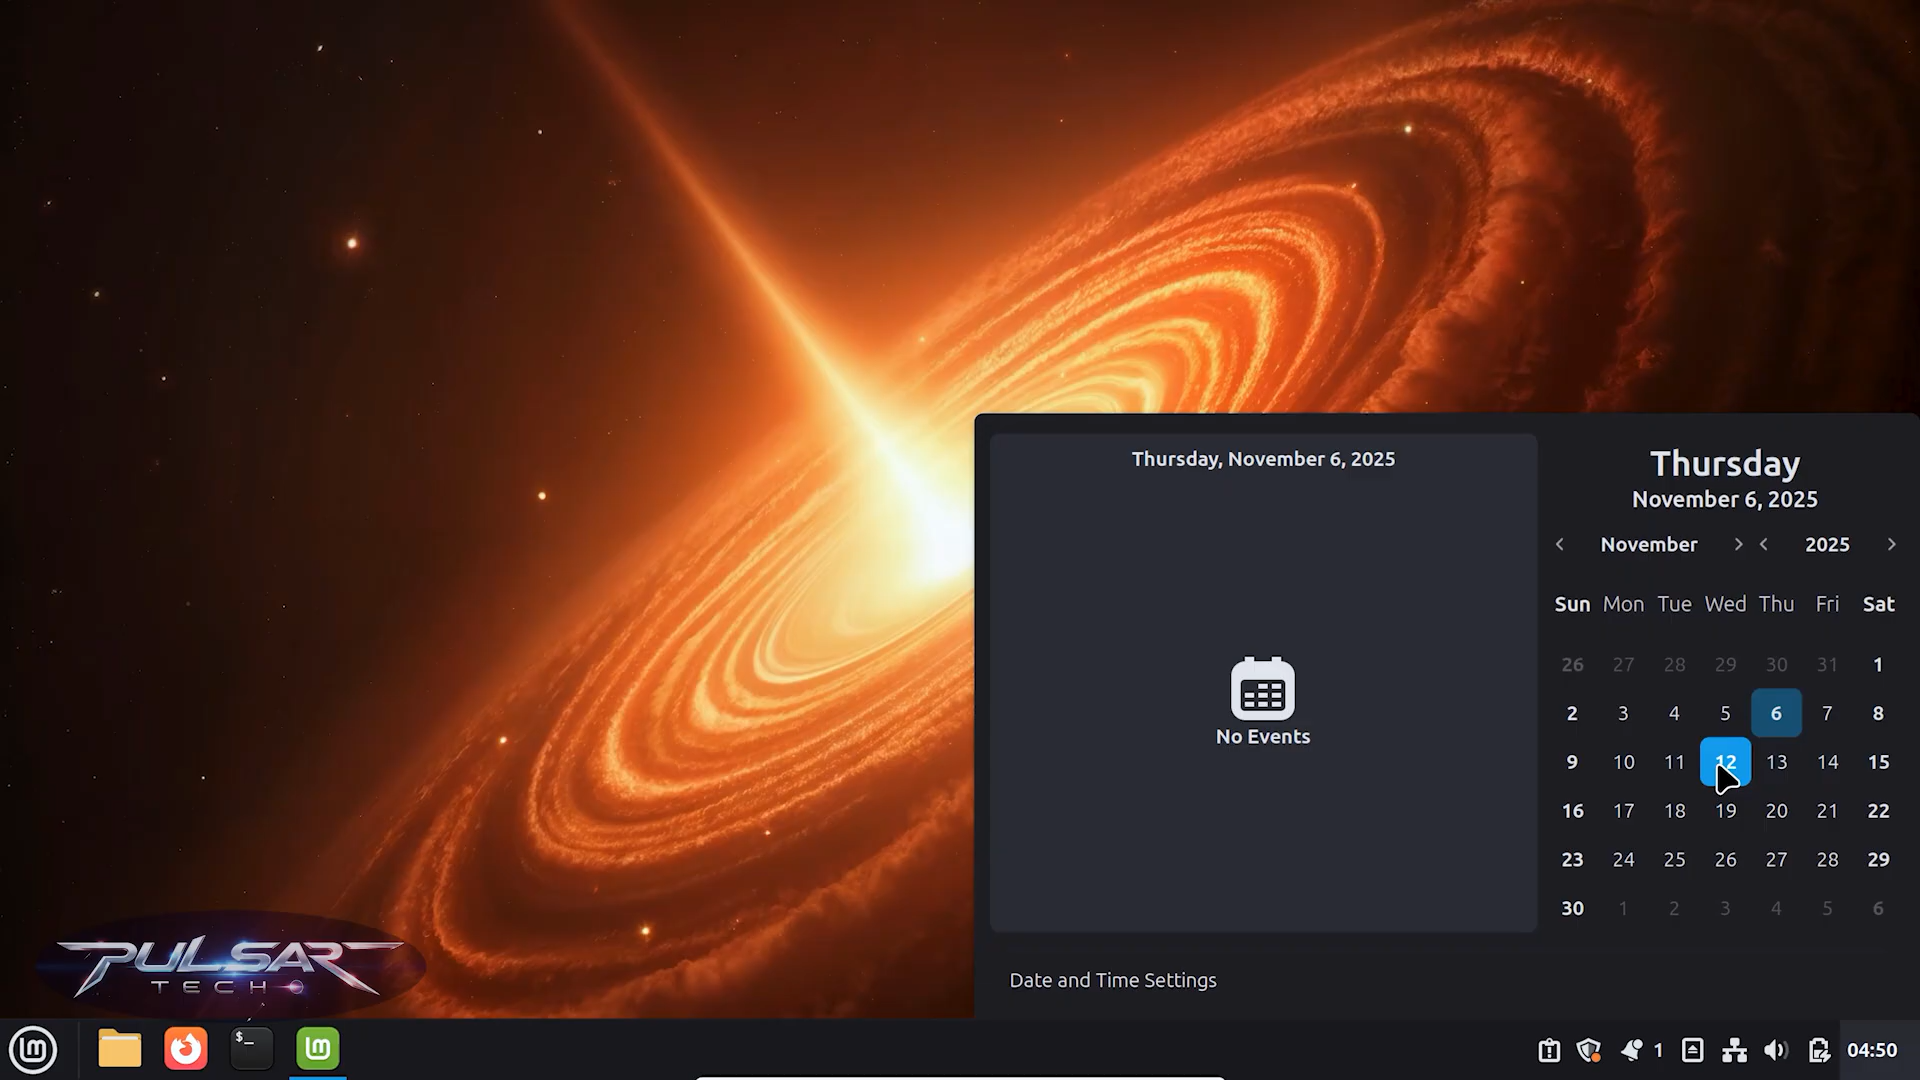 Thursday, November 6, 2025
No Events
Thursday
November 6, 2025
November 2025
Sun Mon Tue Wed Thu Fri Sat
26 27 28 29 30 31 1
2 3 4 5 6 7 8
9 10 11 12 13 14 15
16 17 18 19 20 21 22
23 24 25 26 27 28 29
30 1 2 3 4 5 6
Date and Time Settings
PULSAR
TECH
$_
1
04:50